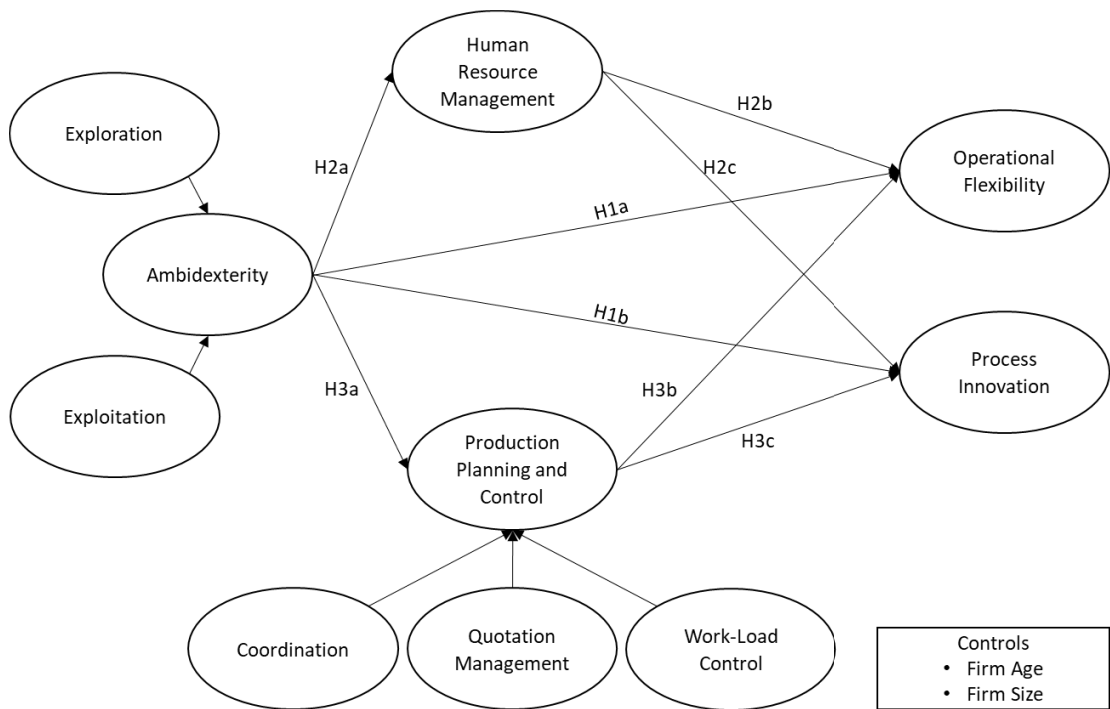 Human
Resource
Management
H2b
Exploration
Operational
Flexibility
H2a
H2c
H1a
Ambidexterity
H1b
Process
Innovation
Exploitation
H3a
H3b
H3c
Production
Planning and
Control
Coordination
Quotation
Management
Work-Load
Control
Controls
• Firm Age
• Firm Size